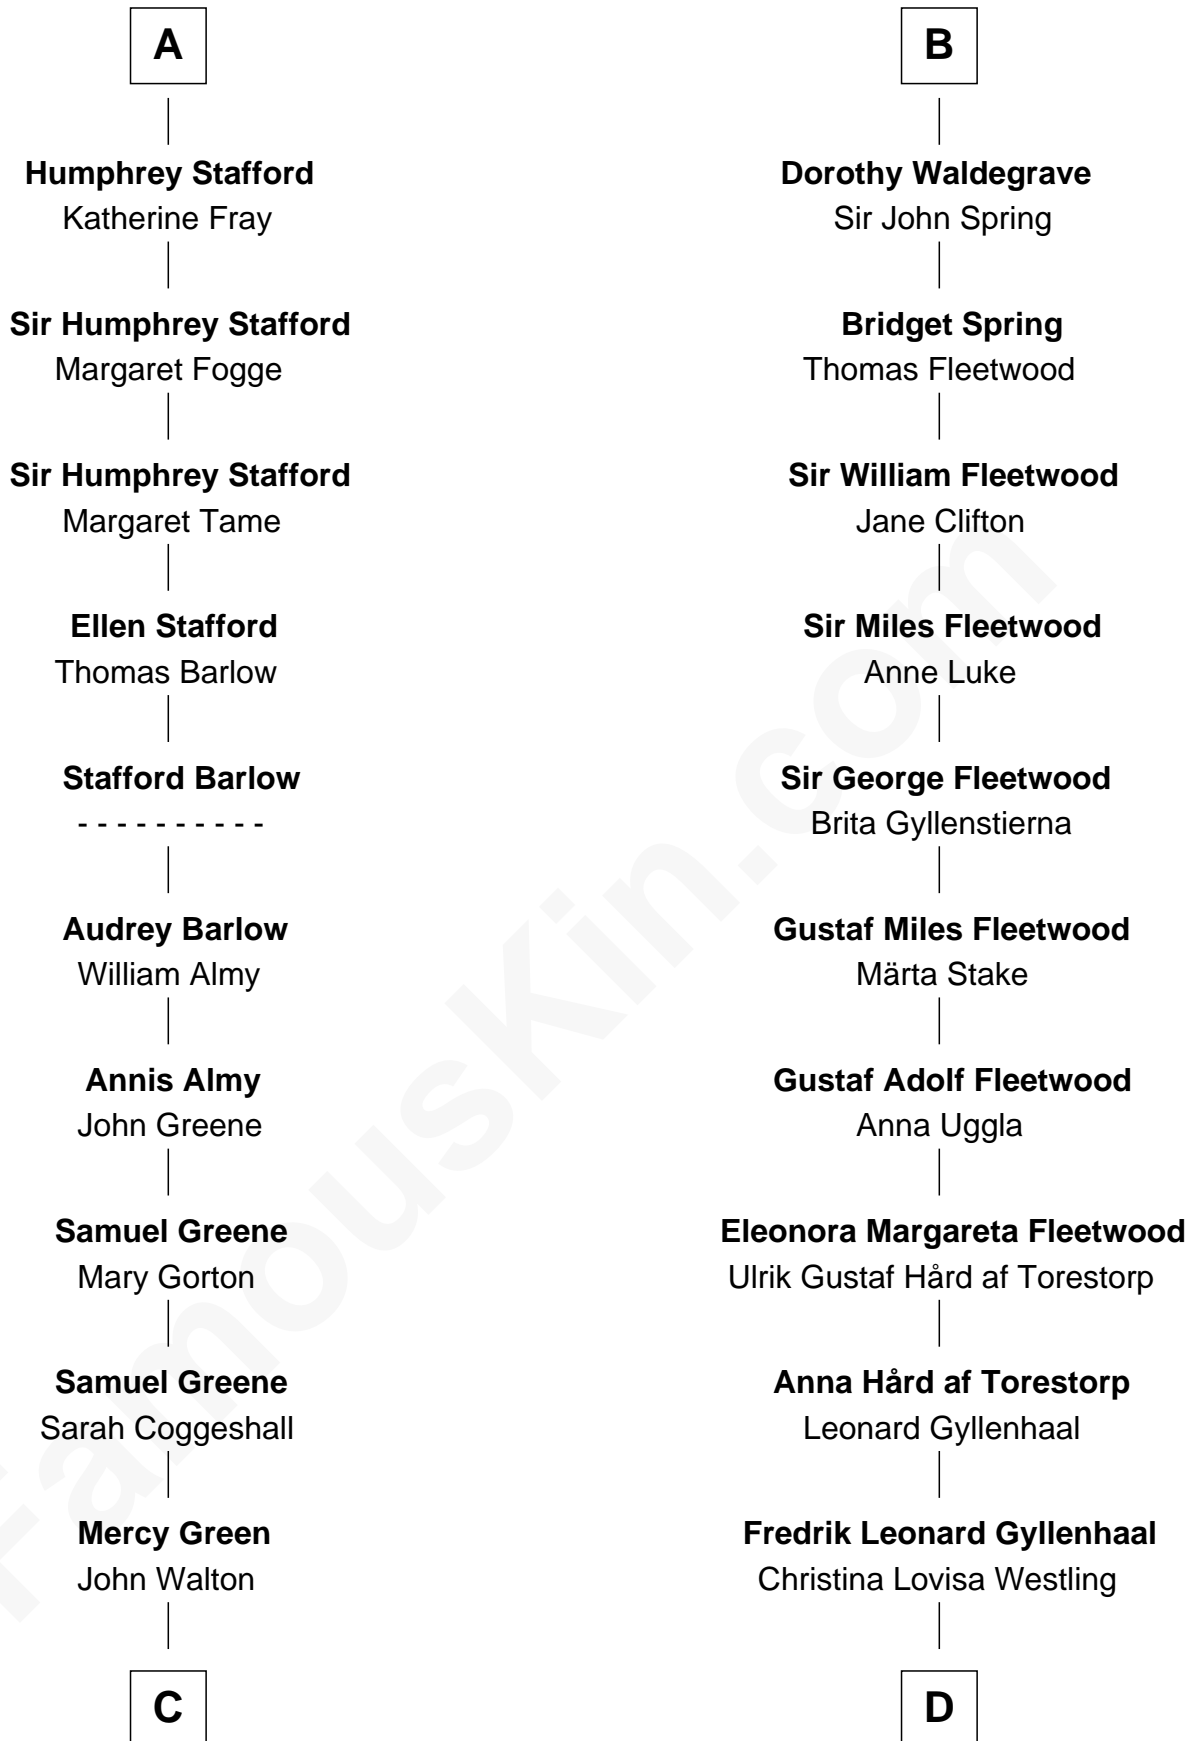 A
Humphrey Stafford
Katherine Fray
Sir Humphrey Stafford
Margaret Fogge
Sir Humphrey Stafford
Margaret Tame
Ellen Stafford
Thomas Barlow
Stafford Barlow
- - - - - - - - - -
Audrey Barlow
William Almy
Annis Almy
John Greene
Samuel Greene
Mary Gorton
Samuel Greene
Sarah Coggeshall
Mercy Green
John Walton
C
B
Dorothy Waldegrave
Sir John Spring
Bridget Spring
Thomas Fleetwood
Sir William Fleetwood
Jane Clifton
Sir Miles Fleetwood
Anne Luke
Sir George Fleetwood
Brita Gyllenstierna
Gustaf Miles Fleetwood
Märta Stake
Gustaf Adolf Fleetwood
Anna Uggla
Eleonora Margareta Fleetwood
Ulrik Gustaf Hård af Torestorp
Anna Hård af Torestorp
Leonard Gyllenhaal
Fredrik Leonard Gyllenhaal
Christina Lovisa Westling
D
FamousKin.com